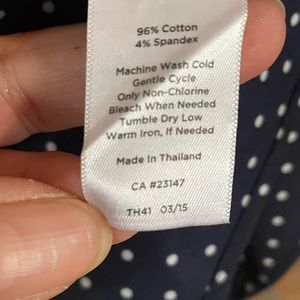 96% Cotton
4% Spandex
Machine Wash Cold
Gentle Cycle
Only Non-Chlorine
Bleach When Needed
Tumble Dry Low
Warm Iron, If Needed
Made In Thailand
CA #23147
TH41 03/15